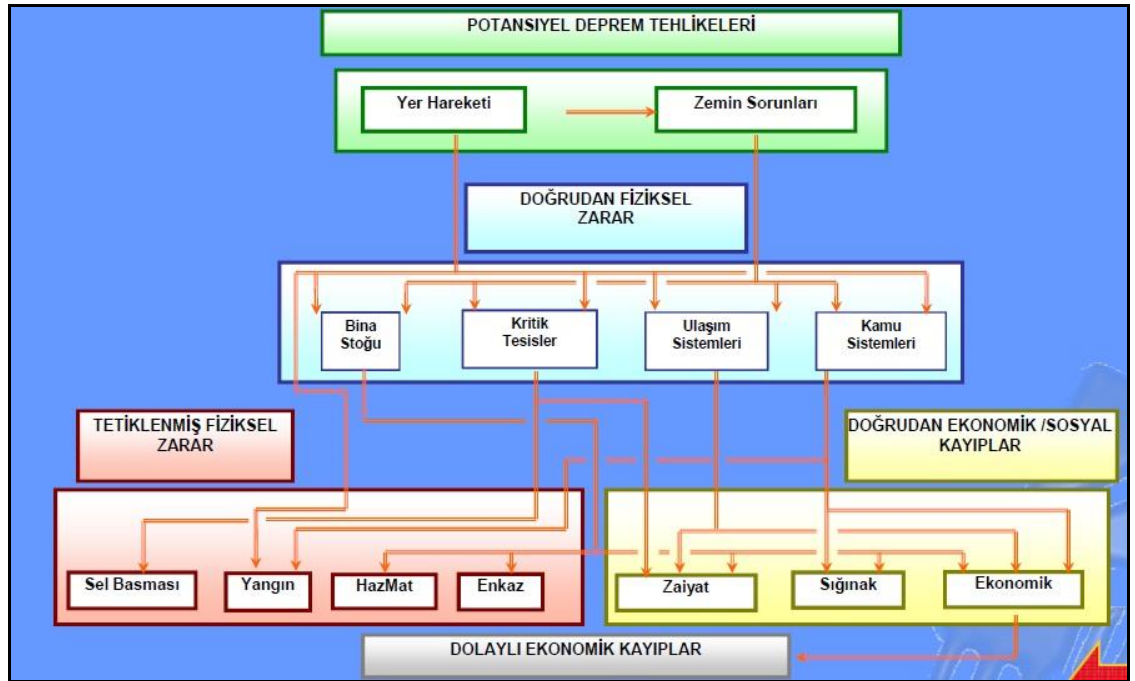 POTANSIYEL DEPREM TEHLİKELERİ
Yer Hareketi
Zemin Sorunları
DOĞRUDAN FİZİKSEL
ZARAR
Bina
Stoğu
Kritik
Tesisler
Ulaşım
Sistemleri
Kamu
Sistemleri
TETİKLENMİŞ FİZİKSEL
ZARAR
DOĞRUDAN EKONOMİK /SOSYAL
KAYIPLAR
Sel Basması
Yangın
HazMat
Enkaz
Zaiyat
Sığınak
Ekonomik
DOLAYLI EKONOMİK KAYIPLAR